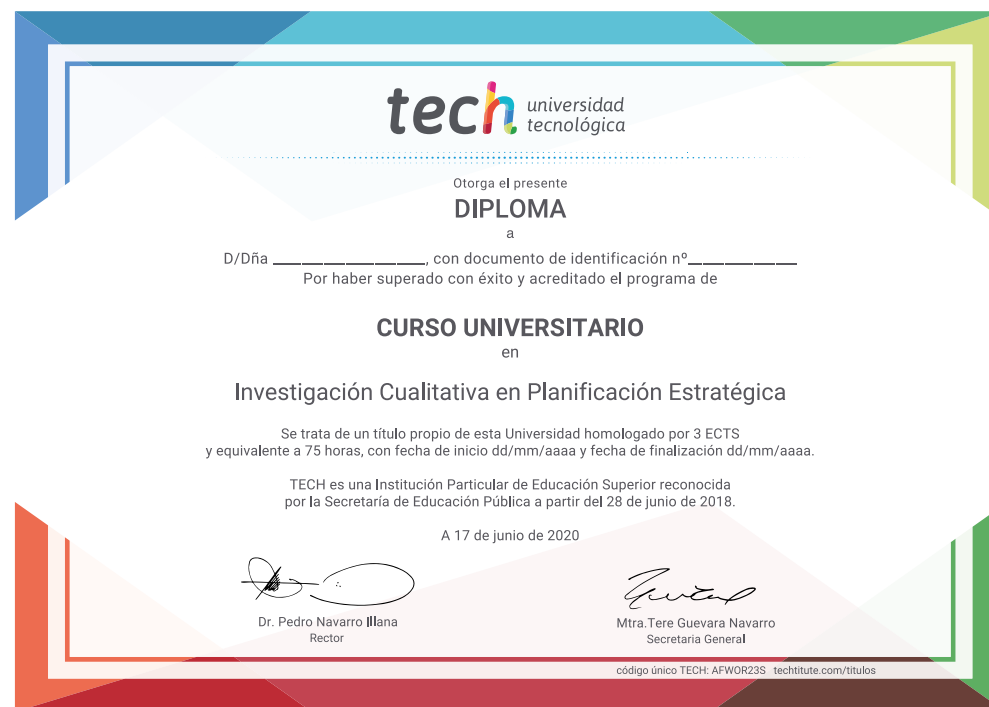 tech universidad
tecnológica
Otorga el presente
DIPLOMA
a
D/Dña ____________________, con documento de identificación nº______________
Por haber superado con éxito y acreditado el programa de
CURSO UNIVERSITARIO
en
Investigación Cualitativa en Planificación Estratégica
Se trata de un título propio de esta Universidad homologado por 3 ECTS
y equivalente a 75 horas, con fecha de inicio dd/mm/aaaa y fecha de finalización dd/mm/aaaa.
TECH es una Institución Particular de Educación Superior reconocida
por la Secretaría de Educación Pública a partir del 28 de junio de 2018.
A 17 de junio de 2020
Dr. Pedro Navarro Illana
Rector
Mtra.Tere Guevara Navarro
Secretaria General
código único TECH: AFWOR23S techtitute.com/titulos